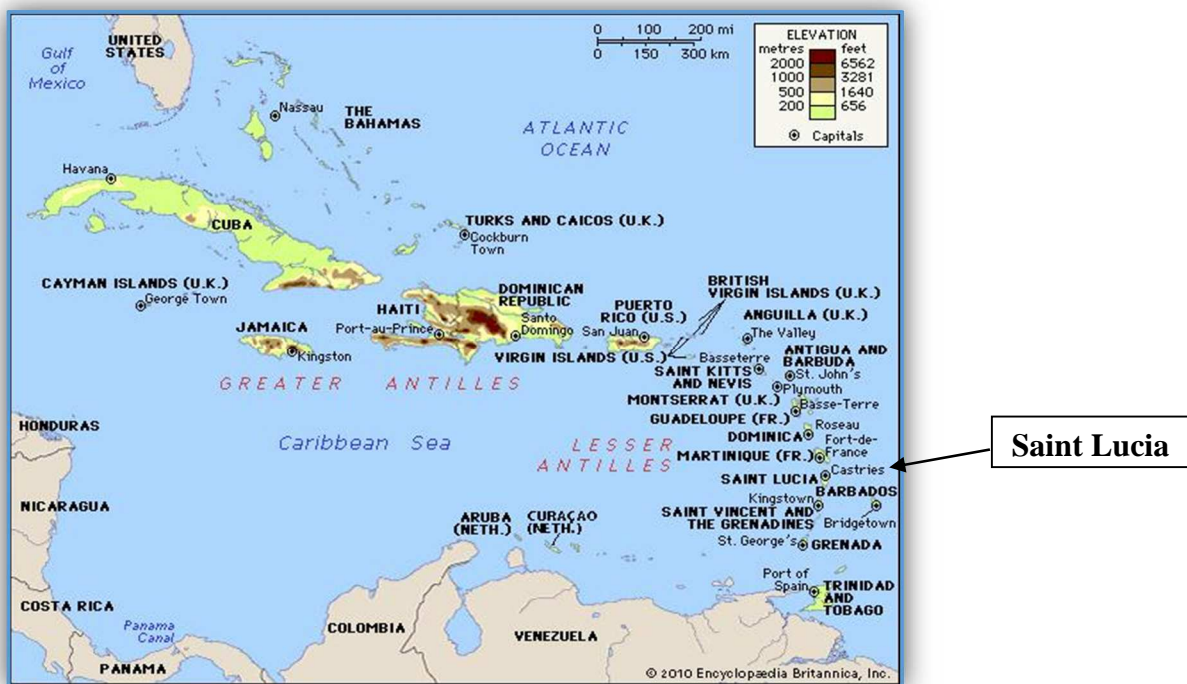 UNITED
STATES
Gulf
of
Mexico
0 100 200 mi
0 150 300 km
ELEVATION
metres feet
2000 6562
1000 3281
500 1640
200 656
Capitals
Nassau
THE
BAHAMAS
ATLANTIC
OCEAN
Havana
CUBA
TURKS AND CAICOS (U.K.)
Cockburn
Town
CAYMAN ISLANDS (U.K.)
George Town
JAMAICA
Kingston
HAITI
Port-au-Prince
DOMINICAN
REPUBLIC
Santo
Domingo
PUERTO
RICO (U.S.)
San Juan
BRITISH
VIRGIN ISLANDS (U.K.)
ANGUILLA (U.K.)
The Valley
VIRGIN ISLANDS (U.S.)
Basseterre
SAINT KITTS
AND NEVIS
ANTIGUA AND
BARBUDA
St. John's
Plymouth
MONTSERRAT (U.K.)
Basse-Terre
GUADELOUPE (FR.)
GREATER ANTILLES
HONDURAS
Caribbean Sea
LESSER
ANTILLES
Roseau
DOMINICA
Fort-de-
France
MARTINIQUE (FR.)
Castries
SAINT LUCIA
Saint Lucia
BARBADOS
Bridgetown
Kingstown
SAINT VINCENT AND
THE GRENADINES
St. George's
GRENADA
NICARAGUA
ARUBA
(NETH.)
CURAÇAO
(NETH.)
Port of
Spain
TRINIDAD
AND
TOBAGO
COSTA RICA
Panama
Canal
PANAMA
COLOMBIA
VENEZUELA
© 2010 Encyclopædia Britannica, Inc.